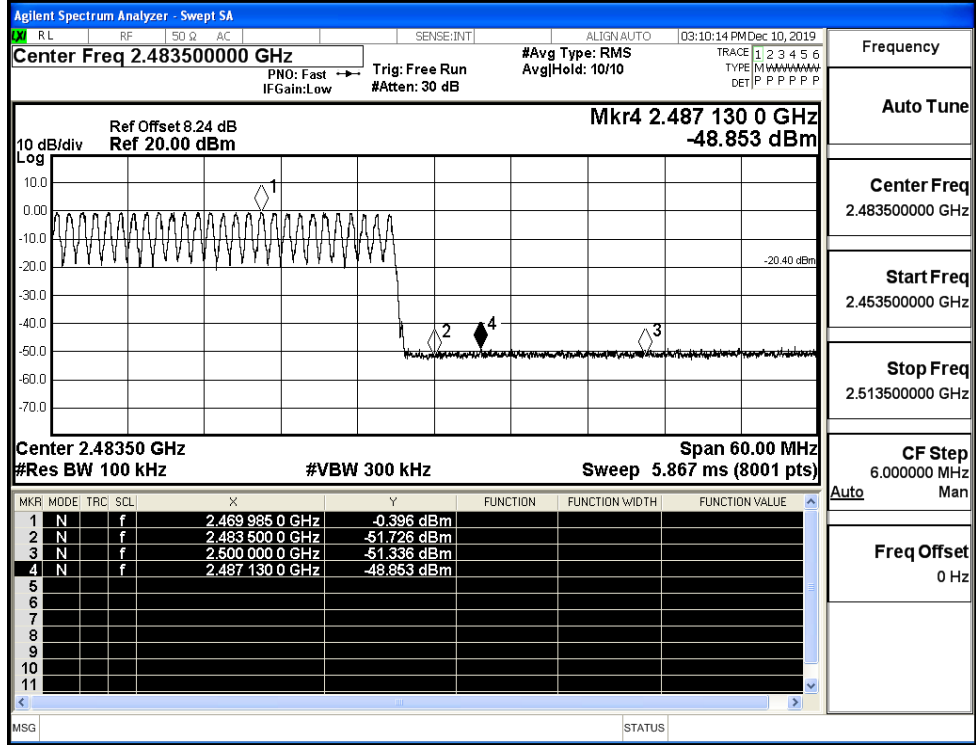 Agilent Spectrum Analyzer - Swept SA
LXI RL RF 50 Ω AC SENSE:INT ALIGNAUTO 03:10:14 PM Dec 10, 2019
Center Freq 2.483500000 GHz
PNO: Fast
IFGain:Low
Trig: Free Run
#Atten: 30 dB
#Avg Type: RMS
Avg|Hold: 10/10
TRACE 1 2 3 4 5 6
TYPE M W W W W W
DET P P P P P P
Ref Offset 8.24 dB
Ref 20.00 dBm
10 dB/div
Log
Mkr4 2.487 130 0 GHz
-48.853 dBm
10.0
0.00
-10.0
-20.0
-30.0
-40.0
-50.0
-60.0
-70.0
1
2
4
3
-20.40 dBm
Center 2.48350 GHz
Span 60.00 MHz
#Res BW 100 kHz
#VBW 300 kHz
Sweep 5.867 ms (8001 pts)
MKR MODE TRC SCL X Y FUNCTION FUNCTION WIDTH FUNCTION VALUE
1 N f 2.469 985 0 GHz -0.396 dBm
2 N f 2.483 500 0 GHz -51.726 dBm
3 N f 2.500 000 0 GHz -51.336 dBm
4 N f 2.487 130 0 GHz -48.853 dBm
5
6
7
8
9
10
11
MSG
STATUS
Frequency
Auto Tune
Center Freq
2.483500000 GHz
Start Freq
2.453500000 GHz
Stop Freq
2.513500000 GHz
CF Step
6.000000 MHz
Auto Man
Freq Offset
0 Hz